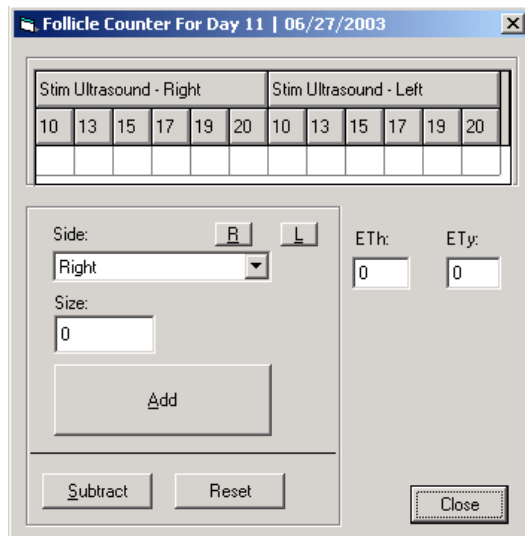 Follicle Counter For Day 11 | 06/27/2003
Stim Ultrasound - Right Stim Ultrasound - Left
10 13 15 17 19 20 10 13 15 17 19 20
Side: R L
Right
Size:
0
Add
Subtract Reset
ETh: ETy:
0 0
Close